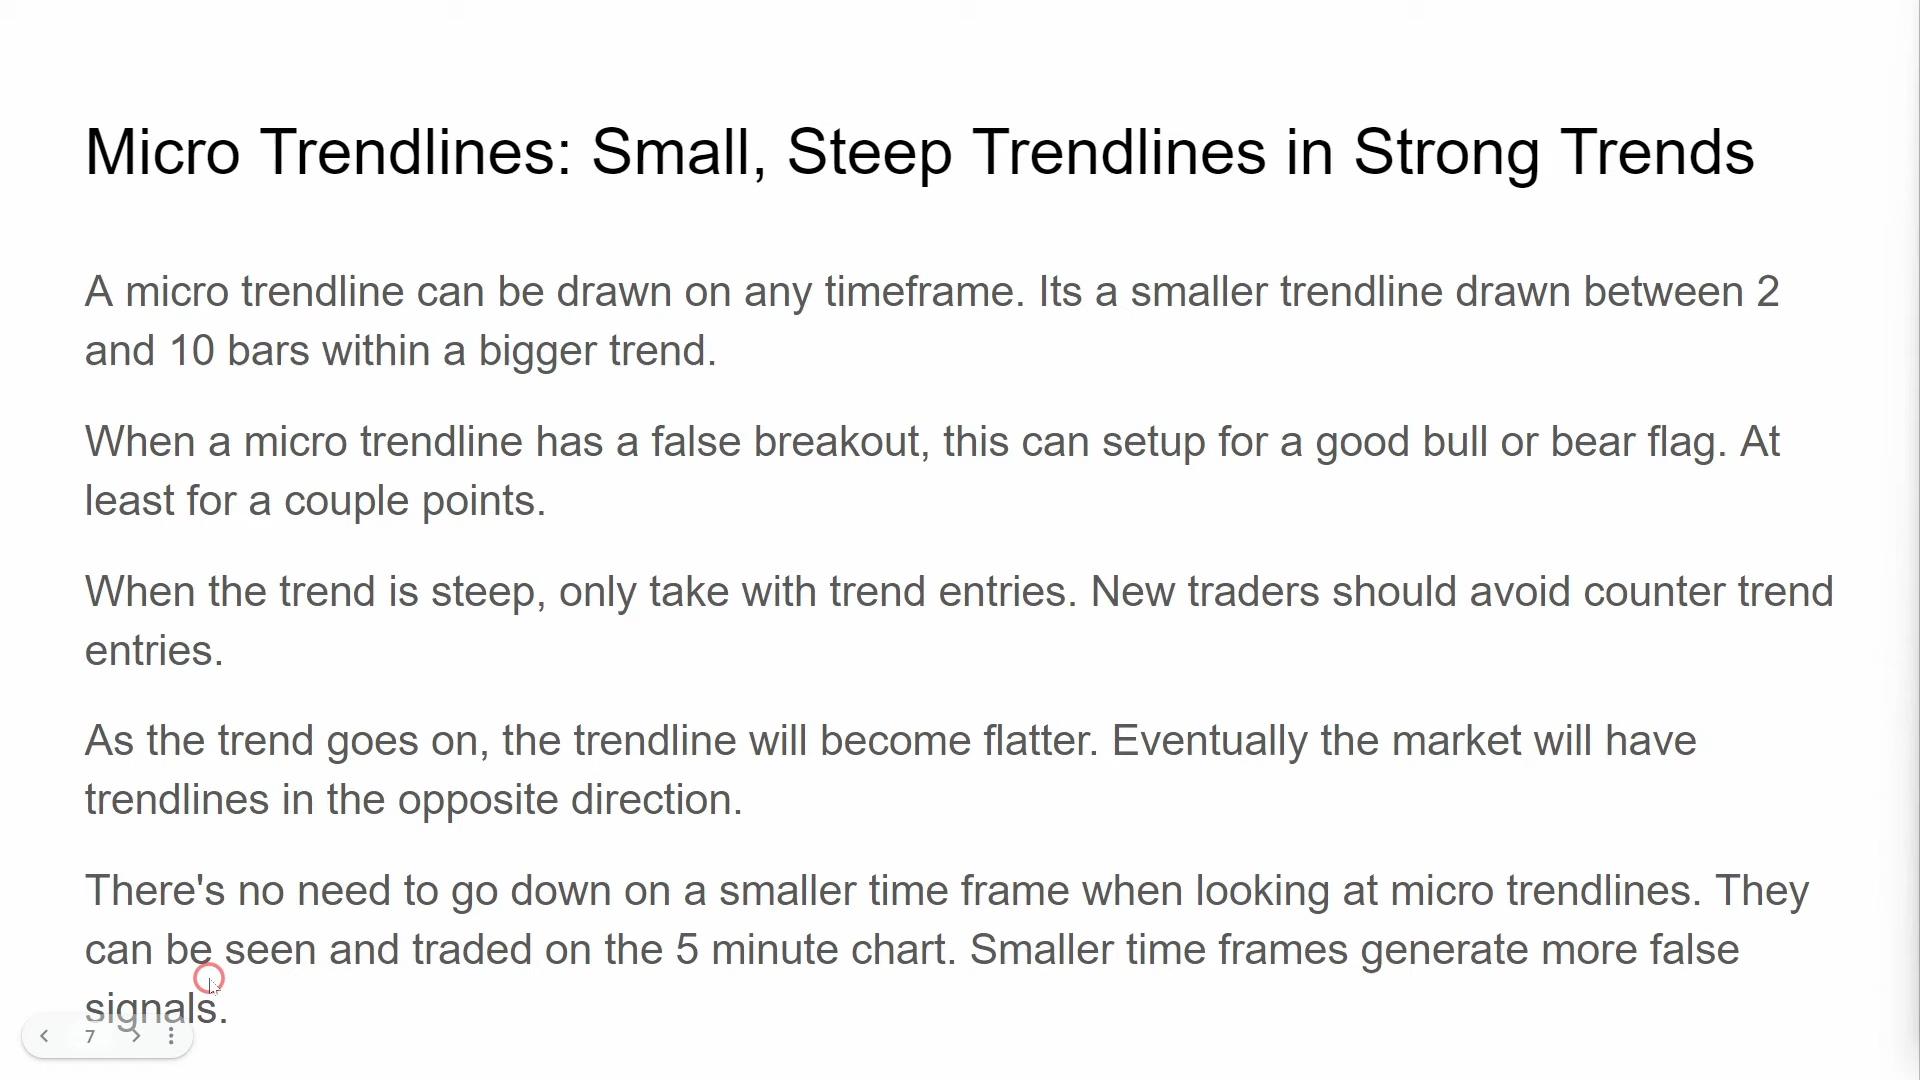 Micro Trendlines: Small, Steep Trendlines in Strong Trends
A micro trendline can be drawn on any timeframe. Its a smaller trendline drawn between 2
and 10 bars within a bigger trend.
When a micro trendline has a false breakout, this can setup for a good bull or bear flag. At
least for a couple points.
When the trend is steep, only take with trend entries. New traders should avoid counter trend
entries.
As the trend goes on, the trendline will become flatter. Eventually the market will have
trendlines in the opposite direction.
There's no need to go down on a smaller time frame when looking at micro trendlines. They
can be seen and traded on the 5 minute chart. Smaller time frames generate more false
signals.
7